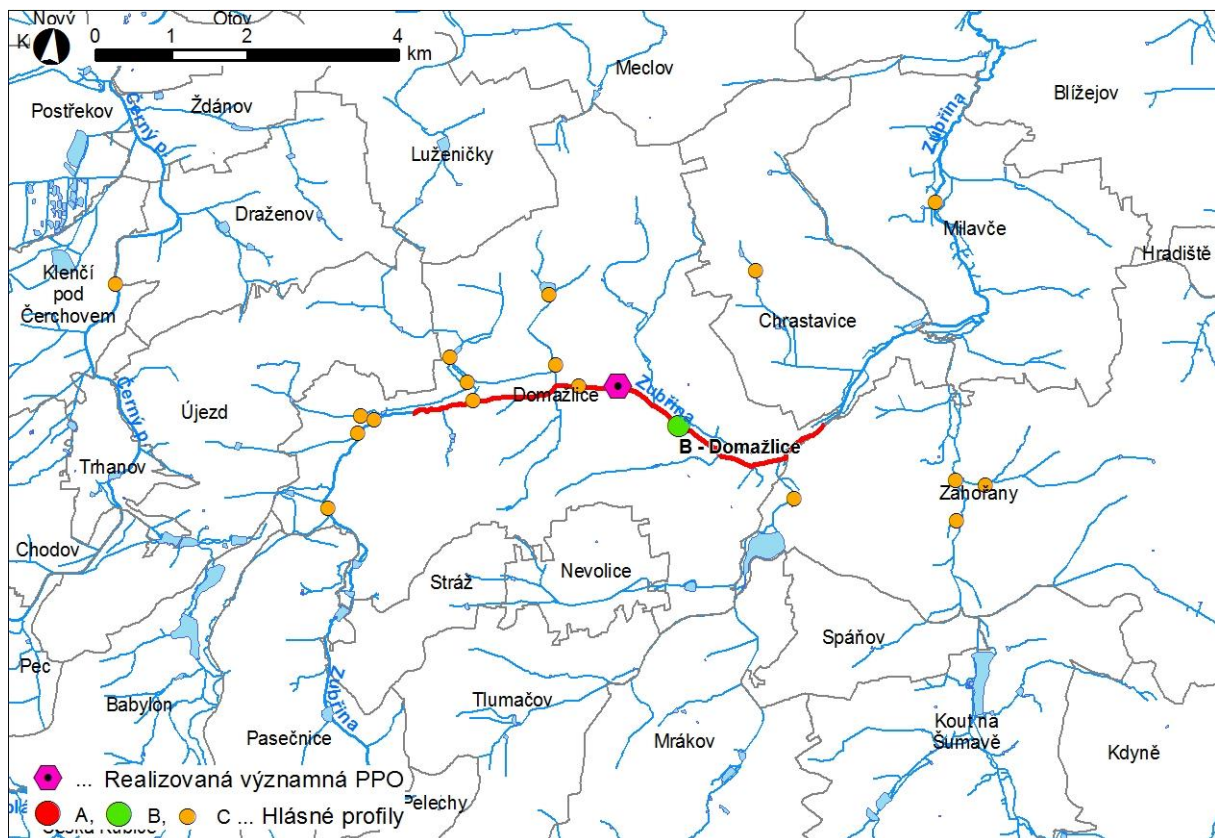 Nový
Otov
0 1 2 4
km
Meclov
Blížejov
Postřekov
Ždánov
Černý p.
Zubřina
Luženičky
Draženov
Milavče
Hradiště
Klenčí
pod
Čerchovem
Chrastavice
Černý p.
Újezd
Domažlice
Zubřina
B - Domažlice
Trhanov
Zahořany
Chodov
Stráž
Nevolice
Spáňov
Pec
Babylon
Zubřina
Tlumačov
Pasečnice
Mrákov
Kout na
Šumavě
Kdyně
... Realizovaná významná PPO
Pelechy
A, B, C ... Hlásné profily